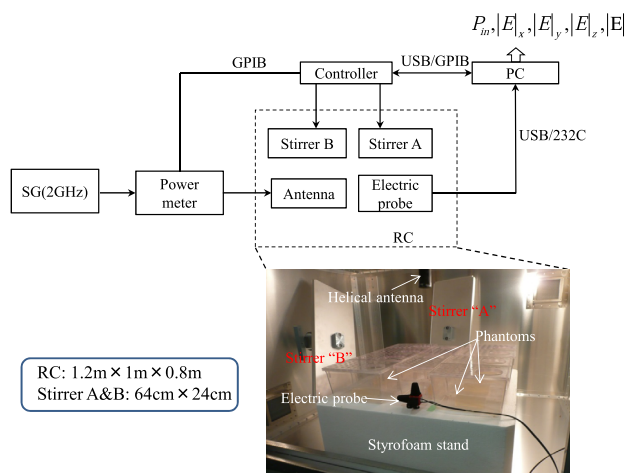 P_in, |E|_x, |E|_y, |E|_z, |E|
GPIB
Controller
USB/GPIB
PC
USB/232C
Stirrer B
Stirrer A
SG(2GHz)
Power
meter
Antenna
Electric
probe
RC
Helical antenna
Stirrer “A”
Phantoms
Stirrer “B”
RC: 1.2m×1m×0.8m
Stirrer A&B: 64cm×24cm
Electric probe
Styrofoam stand